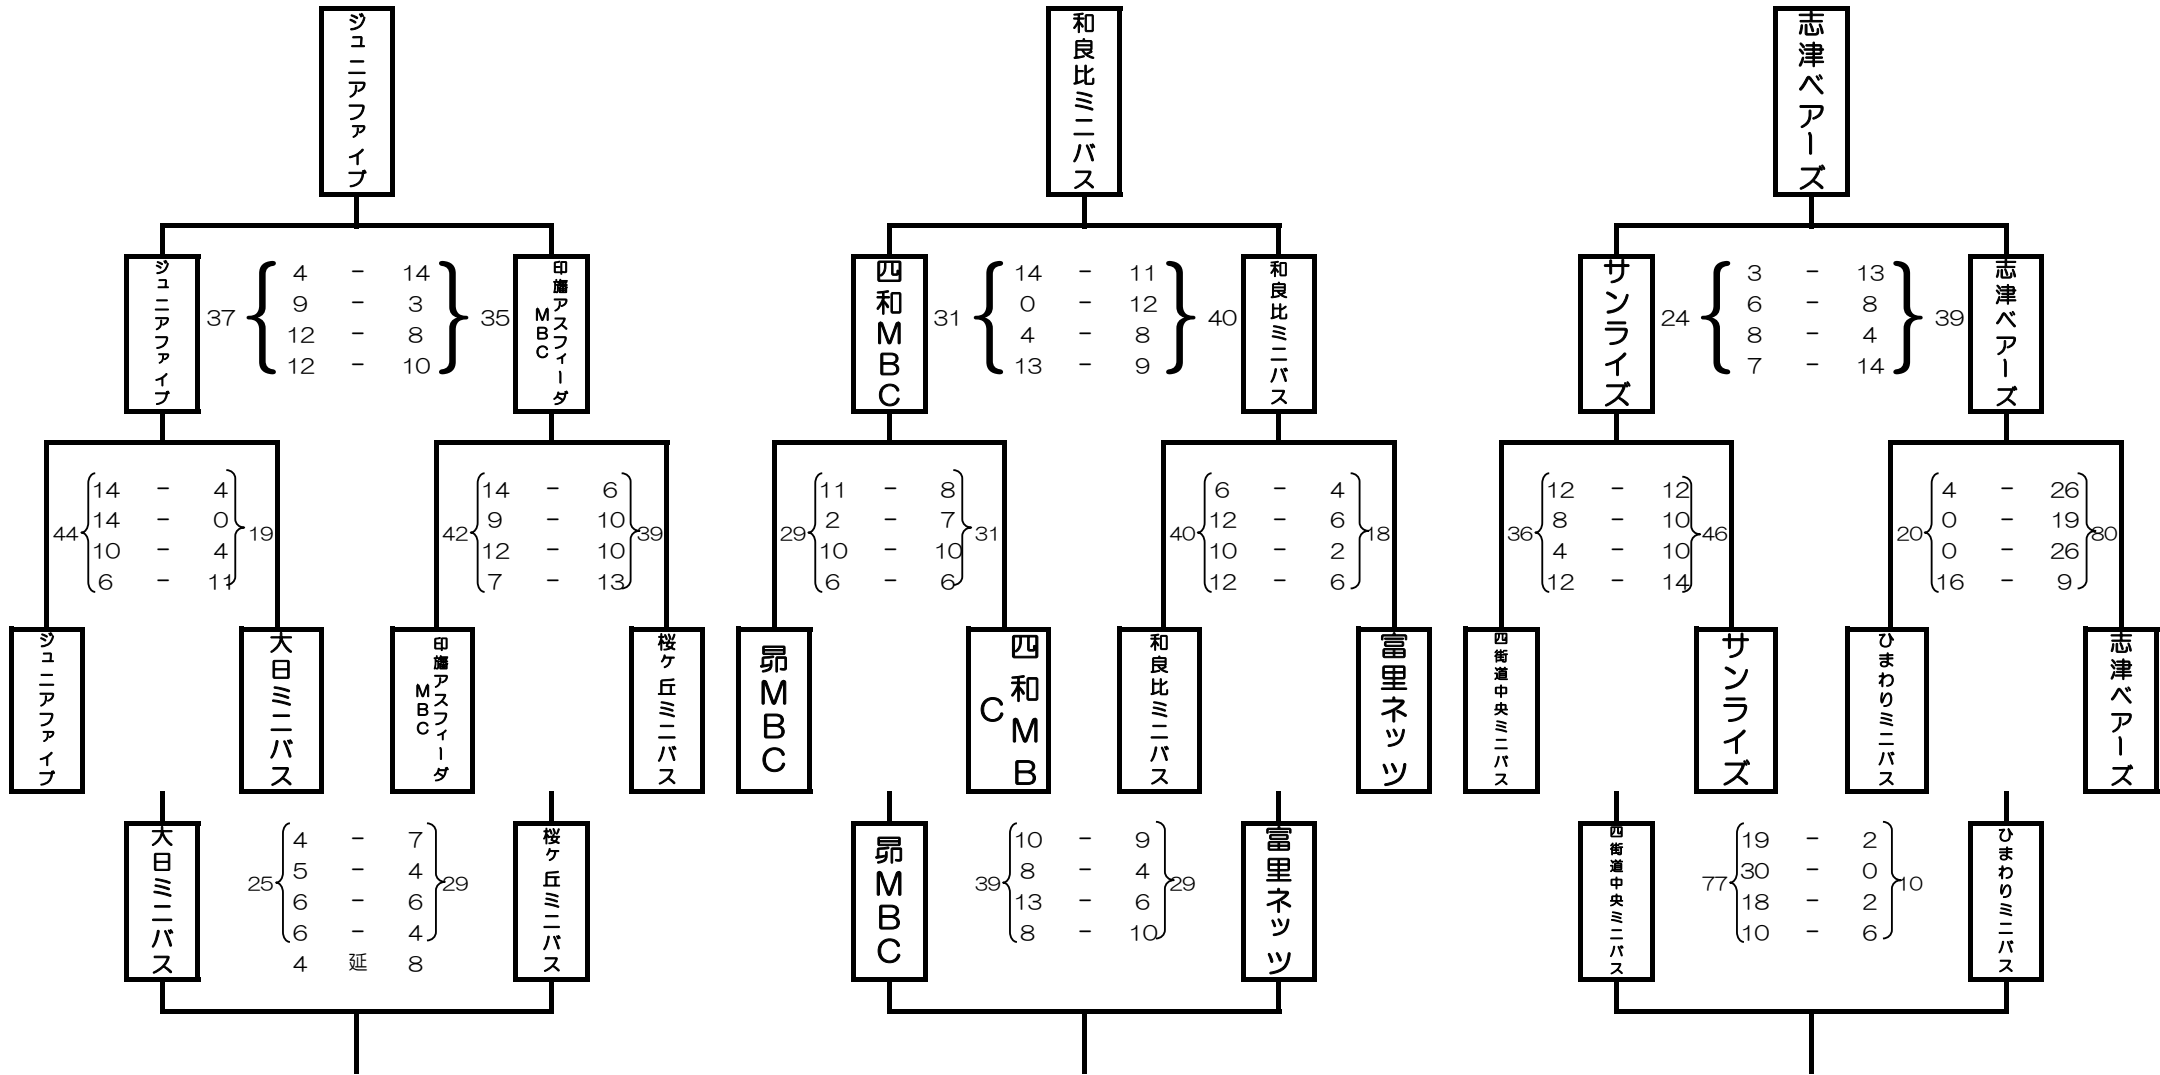 ジュニアファイブ
和良比ミニバス
志津ベアーズ
ジュニアファイブ
37
4 - 14
9 - 3
12 - 8
12 - 10
35
印旛アスフィーダ
MBC
四和MBC
31
14 - 11
0 - 12
4 - 8
13 - 9
40
和良比ミニバス
サンライズ
24
3 - 13
6 - 8
8 - 4
7 - 14
39
志津ベアーズ
44
14 - 4
14 - 0
10 - 4
6 - 11
19
42
14 - 6
9 - 10
12 - 10
7 - 13
39
29
11 - 8
2 - 7
10 - 10
6 - 6
31
40
6 - 4
12 - 6
10 - 2
12 - 6
18
36
12 - 12
8 - 10
4 - 10
12 - 14
46
20
4 - 26
0 - 19
0 - 26
16 - 9
80
ジュニアファイブ
大日ミニバス
印旛アスフィーダ
MBC
桜ケ丘ミニバス
昴MBC
四和MB
C
和良比ミニバス
富里ネッツ
四街道中央ミニバス
サンライズ
ひまわりミニバス
志津ベアーズ
大日ミニバス
25
4 - 7
5 - 4
6 - 6
6 - 4
4 延 8
29
桜ケ丘ミニバス
昴MBC
39
10 - 9
8 - 4
13 - 6
8 - 10
29
富里ネッツ
四街道中央ミニバス
77
19 - 2
30 - 0
18 - 2
10 - 6
10
ひまわりミニバス